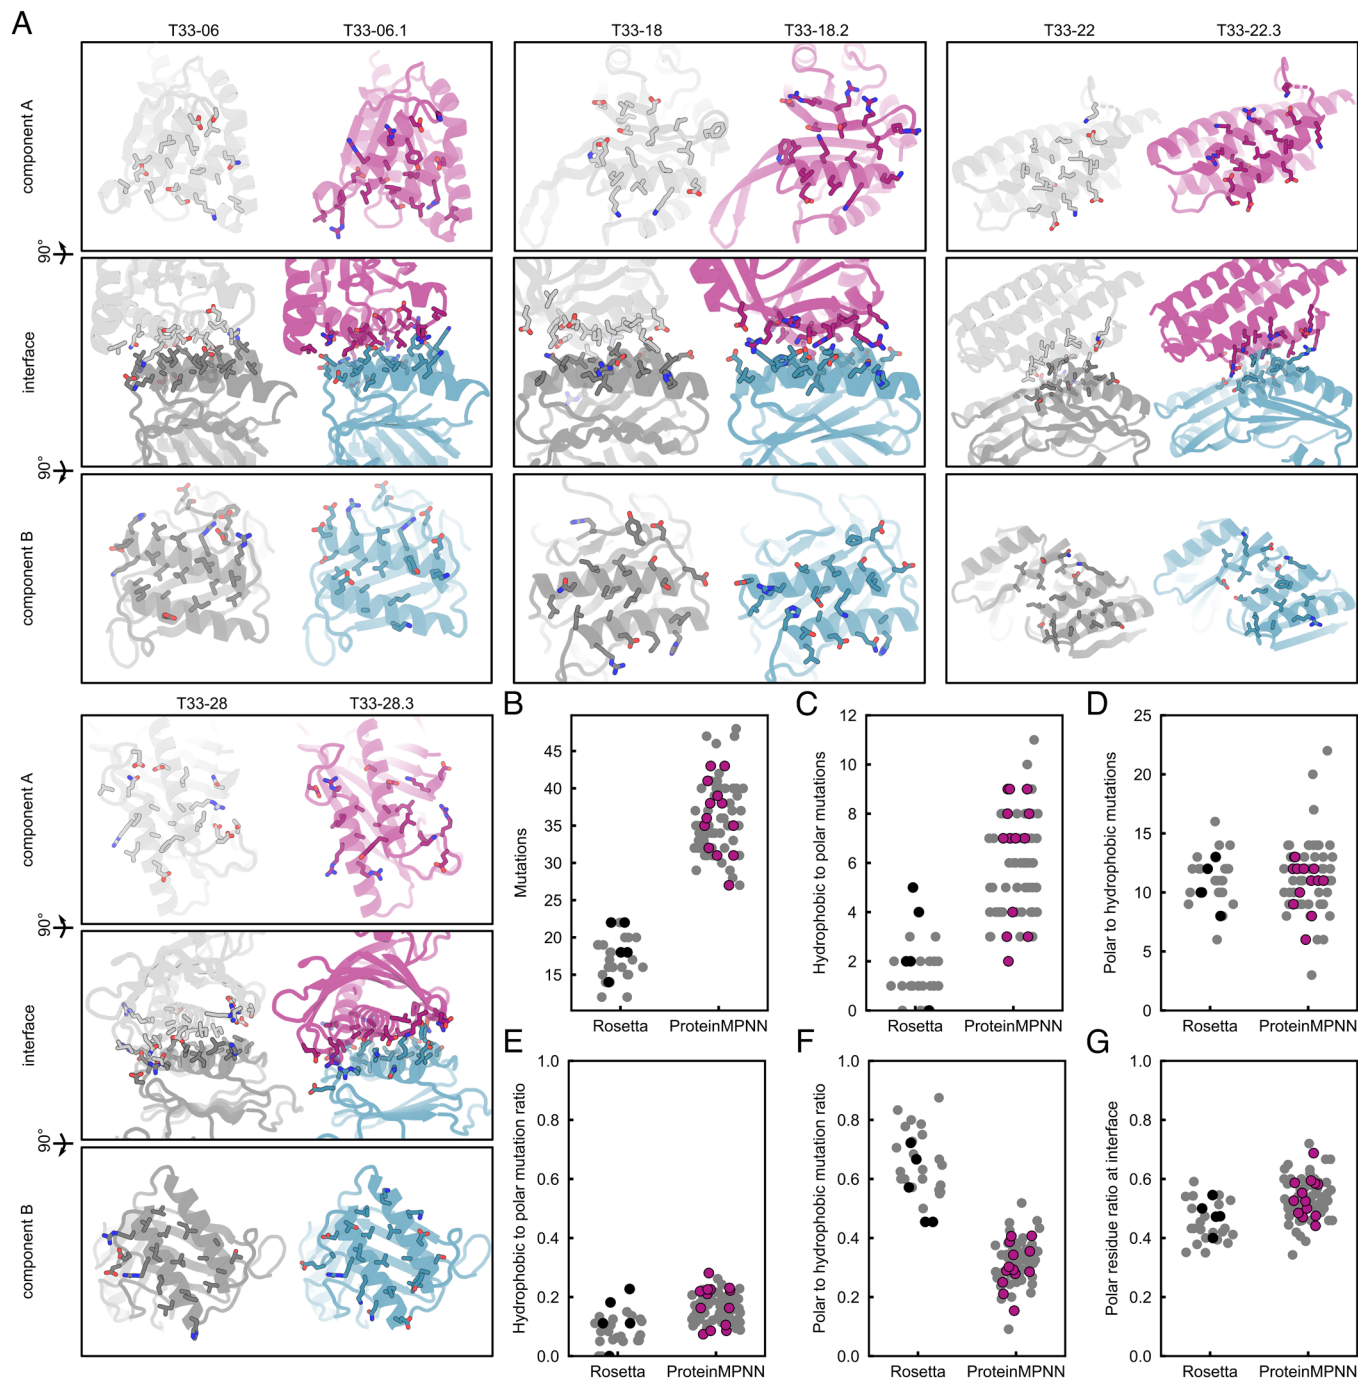 A
T33-06 T33-06.1 T33-18 T33-18.2 T33-22 T33-22.3
component A
90°
interface
90°
component B
T33-28 T33-28.3
component A
90°
interface
90°
component B
B
Mutations
45
40
35
30
25
20
15
Rosetta ProteinMPNN
C
Hydrophobic to polar mutations
12
10
8
6
4
2
0
Rosetta ProteinMPNN
D
Polar to hydrophobic mutations
25
20
15
10
5
0
Rosetta ProteinMPNN
E
Hydrophobic to polar mutation ratio
1.0
0.8
0.6
0.4
0.2
0.0
Rosetta ProteinMPNN
F
Polar to hydrophobic mutation ratio
1.0
0.8
0.6
0.4
0.2
0.0
Rosetta ProteinMPNN
G
Polar residue ratio at interface
1.0
0.8
0.6
0.4
0.2
0.0
Rosetta ProteinMPNN